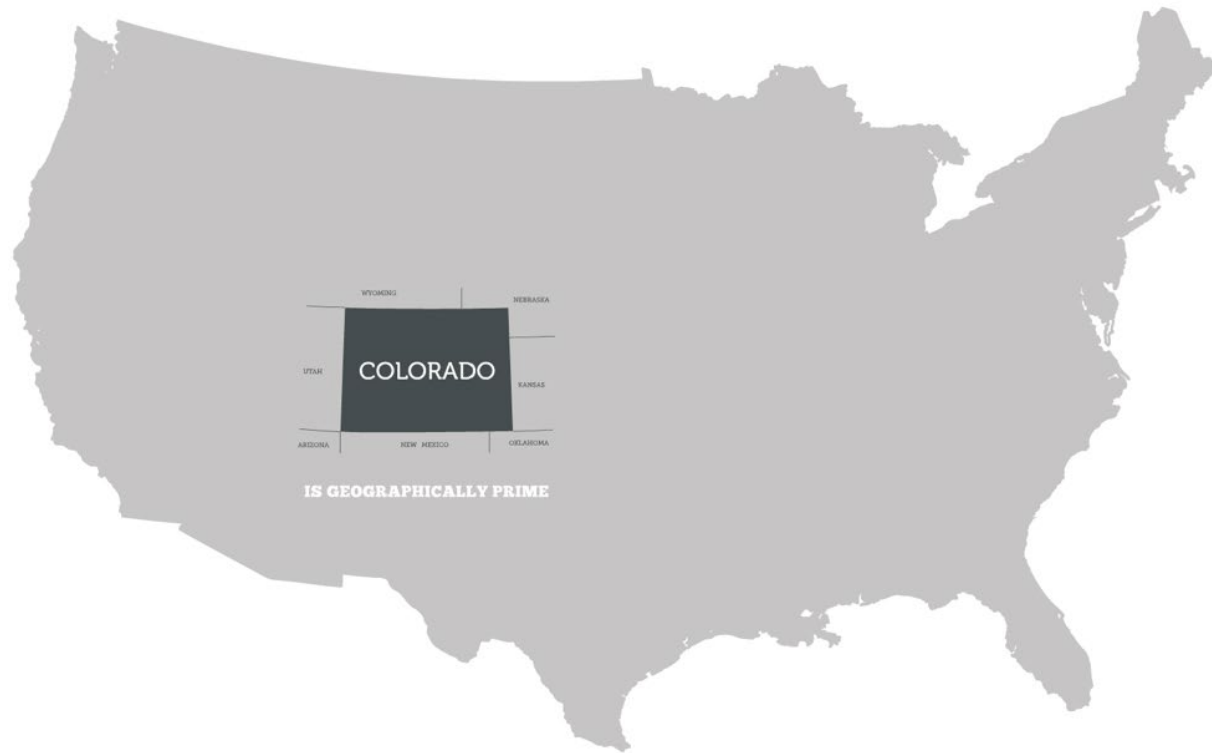 WYOMING
NEBRASKA
UTAH
COLORADO
KANSAS
ARIZONA
NEW MEXICO
OKLAHOMA
IS GEOGRAPHICALLY PRIME